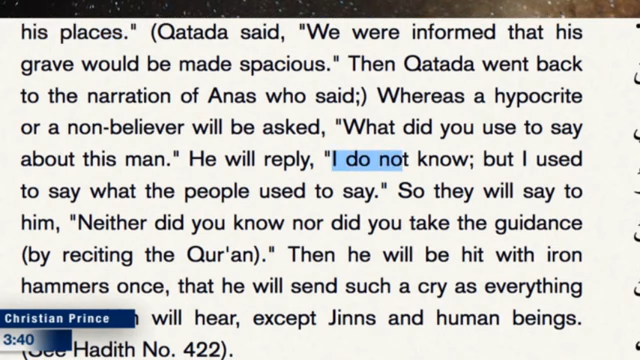 his places." (Qatada said, "We were informed that his
grave would be made spacious." Then Qatada went back
to the narration of Anas who said;) Whereas a hypocrite
or a non-believer will be asked, "What did you use to say
about this man." He will reply, "I do not know; but I used
to say what the people used to say." So they will say to
him, "Neither did you know nor did you take the guidance
(by reciting the Qur'an)." Then he will be hit with iron
hammers once, that he will send such a cry as everything
will hear, except Jinns and human beings.
(See Hadith No. 422).
Christian Prince
3:40